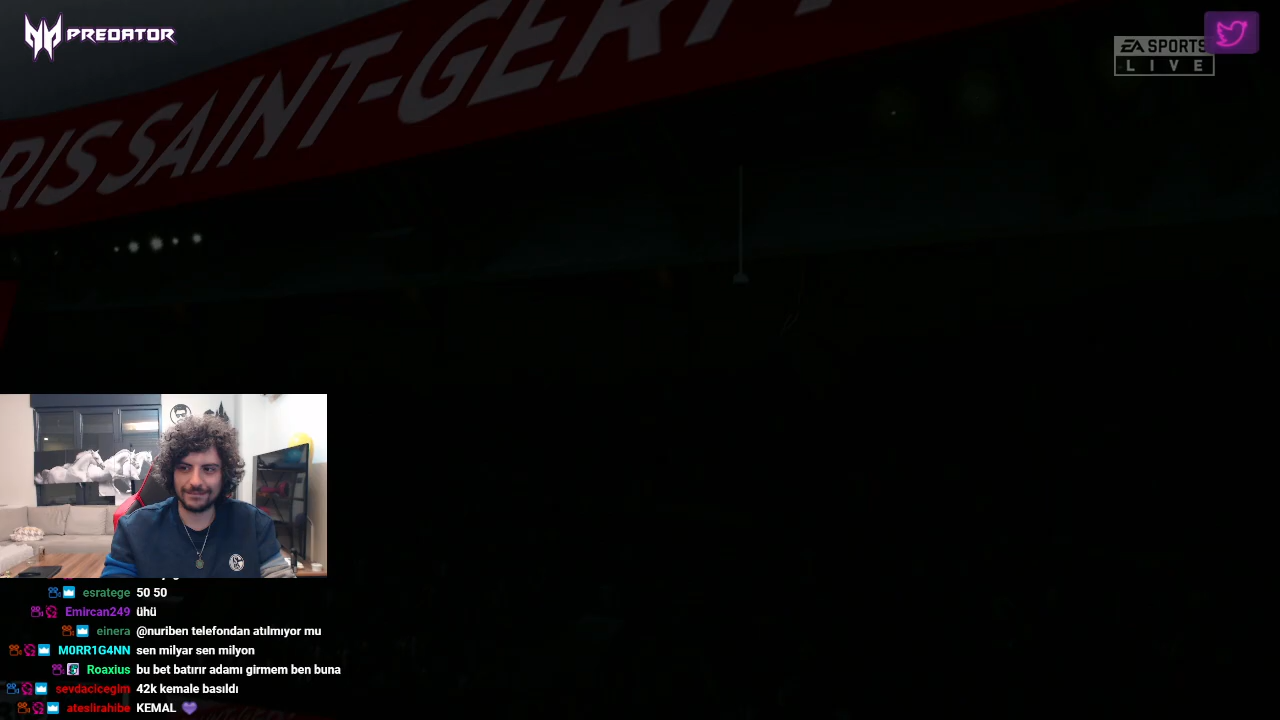 PREDATOR
EA SPORTS
LIVE
RIS SAINT-GER
esratege 50 50
Emircan249 ühü
einera @nuriben telefondan atılmıyor mu
M0RR1G4NN sen milyar sen milyon
Roaxius bu bet batırır adamı girmem ben buna
sevdacicegim 42k kemale basıldı
ateslirahibe KEMAL 💜